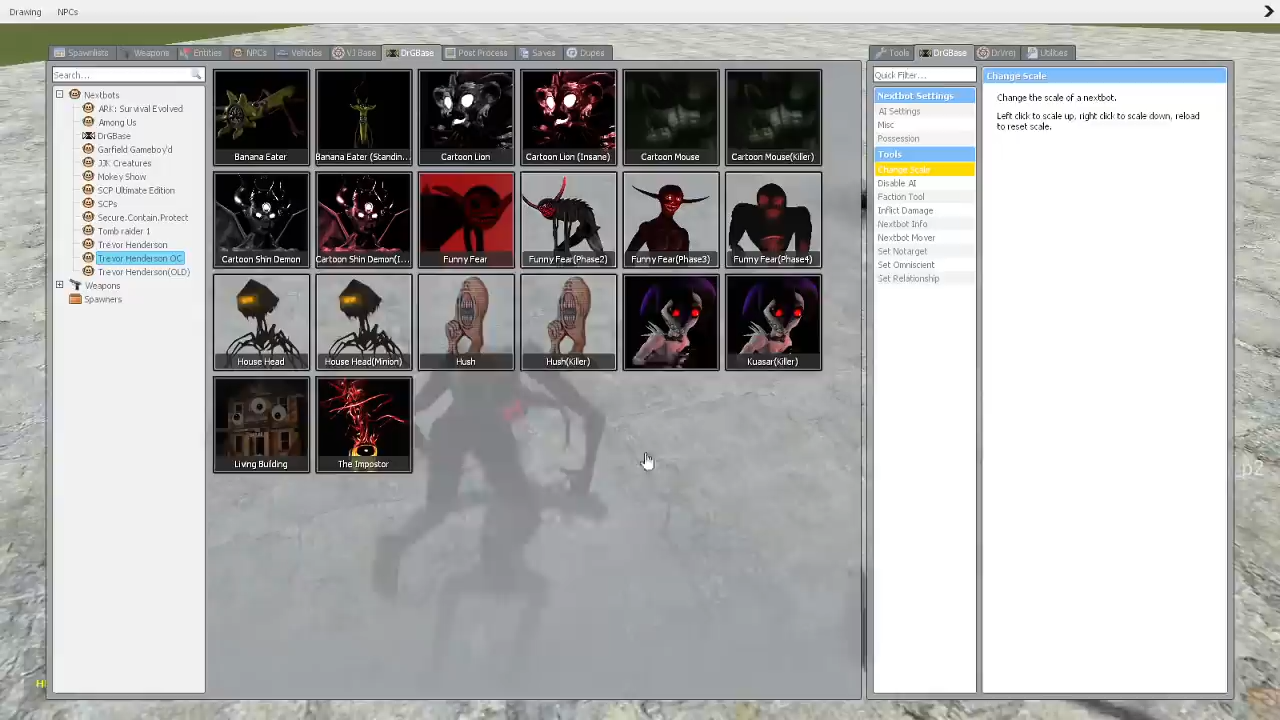 Drawing NPCs
Spawnlists Weapons Entities NPCs Vehicles VJ Base DrGBase Post Process Saves Dupes
Search...
Nextbots
ARK: Survival Evolved
Among Us
DrGBase
Garfield Gameboy'd
JJK Creatures
Mokey Show
SCP Ultimate Edition
SCPs
Secure.Contain.Protect
Tomb raider 1
Trevor Henderson
Trevor Henderson OC
Trevor Henderson(OLD)
Weapons
Spawners
Banana Eater
Banana Eater (Standin...
Cartoon Lion
Cartoon Lion (Insane)
Cartoon Mouse
Cartoon Mouse(Killer)
Cartoon Shin Demon
Cartoon Shin Demon(I...
Funny Fear
Funny Fear(Phase2)
Funny Fear(Phase3)
Funny Fear(Phase4)
House Head
House Head(Minion)
Hush
Hush(Killer)
Kuasar(Killer)
Living Building
The Impostor
Tools DrGBase DrVrej Utilities
Quick Filter...
Nextbot Settings
AI Settings
Misc
Possession
Tools
Change Scale
Disable AI
Faction Tool
Inflict Damage
Nextbot Info
Nextbot Mover
Set Notarget
Set Omniscient
Set Relationship
Change Scale
Change the scale of a nextbot.
Left click to scale up, right click to scale down, reload
to reset scale.
p2